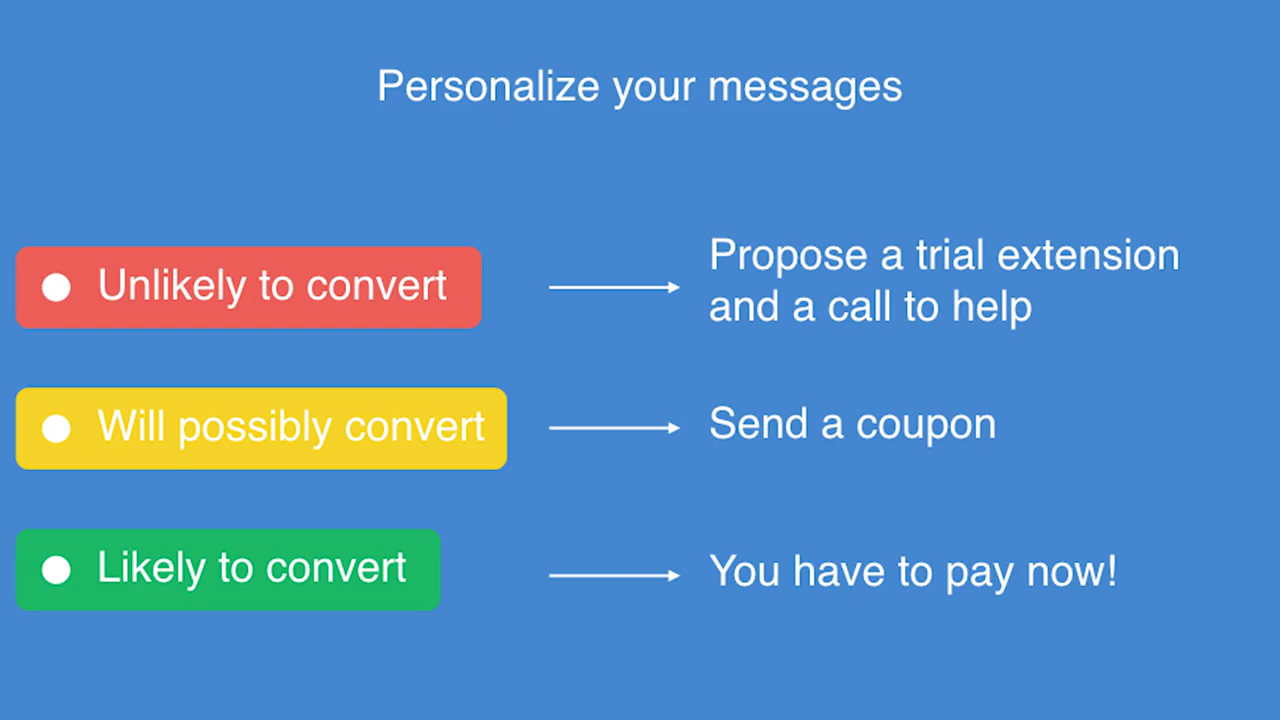 Personalize your messages
Unlikely to convert
Propose a trial extension
and a call to help
Will possibly convert
Send a coupon
Likely to convert
You have to pay now!